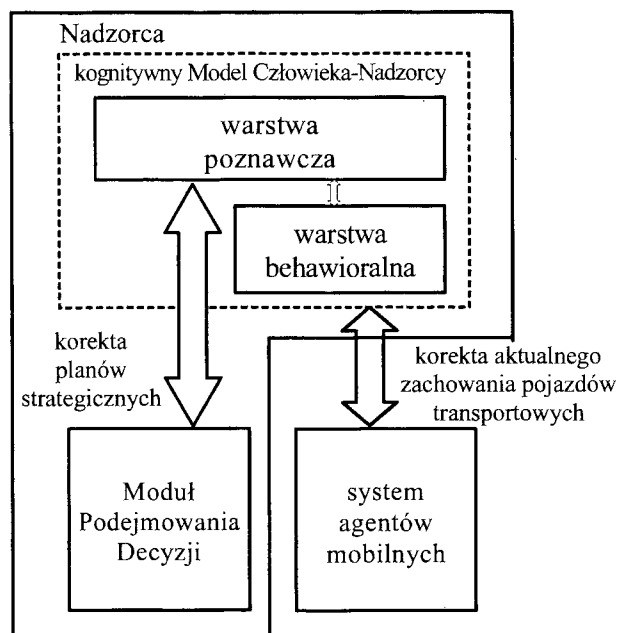 Nadzorca
kognitywny Model Człowieka-Nadzorcy
warstwa
poznawcza
warstwa
behawioralna
korekta
planów
strategicznych
korekta aktualnego
zachowania pojazdów
transportowych
Moduł
Podejmowania
Decyzji
system
agentów
mobilnych